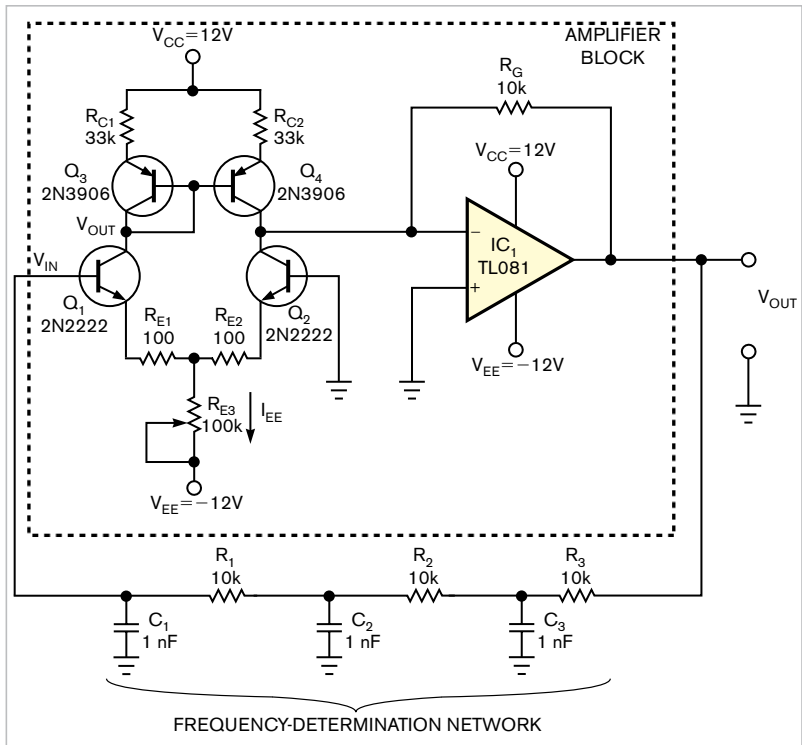 AMPLIFIER
BLOCK
V_CC=12V
R_C1
33k
R_C2
33k
R_G
10k
Q_3
2N3906
Q_4
2N3906
V_CC=12V
V_OUT
V_IN
−
IC_1
TL081
+
Q_1
2N2222
Q_2
2N2222
R_E1
100
R_E2
100
V_OUT
V_EE=−12V
R_E3
100k
I_EE
V_EE=−12V
R_1
10k
R_2
10k
R_3
10k
C_1
1 nF
C_2
1 nF
C_3
1 nF
FREQUENCY-DETERMINATION NETWORK